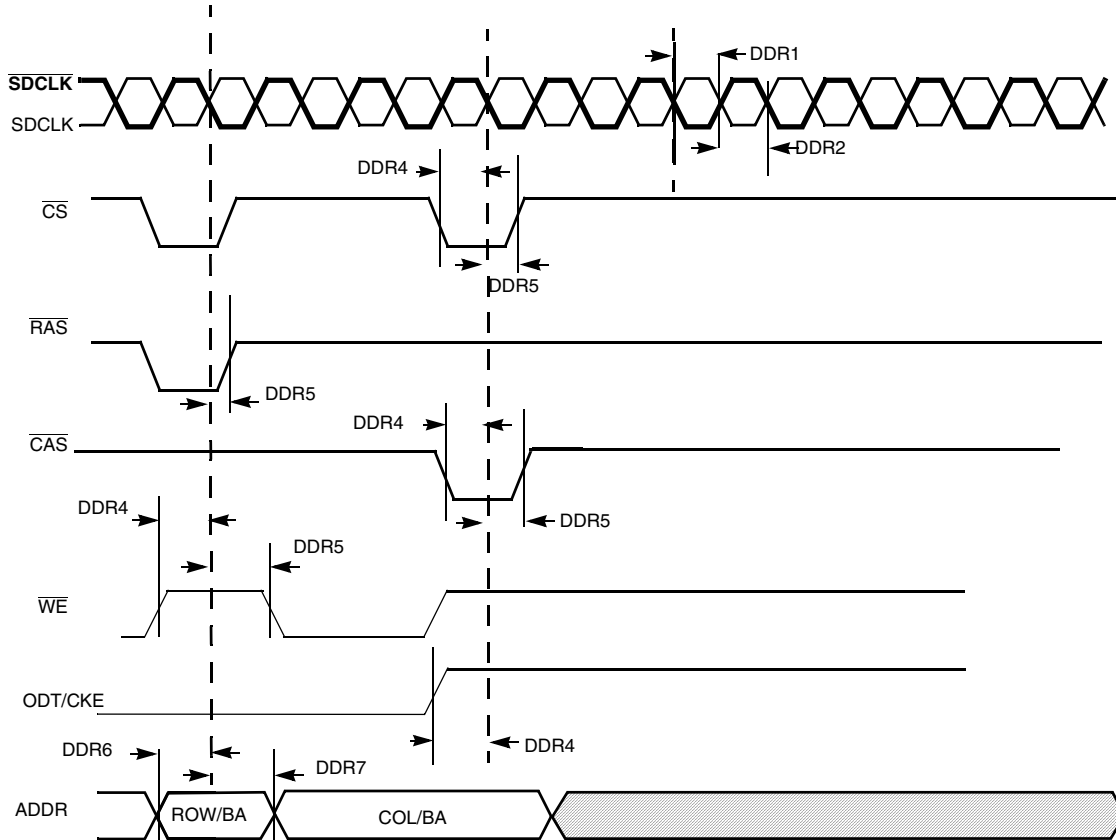 DDR1
SDCLK
SDCLK
DDR2
DDR4
CS
DDR5
RAS
DDR5
DDR4
CAS
DDR4
DDR5
DDR5
WE
ODT/CKE
DDR4
DDR6
DDR7
ADDR
ROW/BA
COL/BA